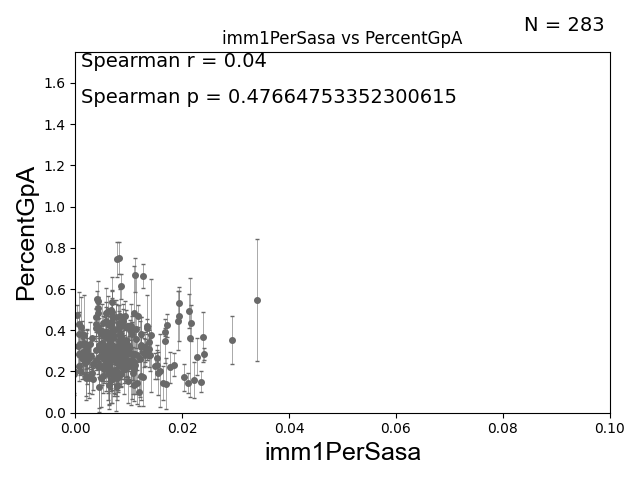 N = 283
imm1PerSasa vs PercentGpA
Spearman r = 0.04
Spearman p = 0.47664753352300615
PercentGpA
1.6
1.4
1.2
1.0
0.8
0.6
0.4
0.2
0.0
0.00 0.02 0.04 0.06 0.08 0.10
imm1PerSasa